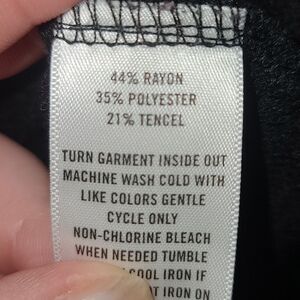 44% RAYON
35% POLYESTER
21% TENCEL
TURN GARMENT INSIDE OUT
MACHINE WASH COLD WITH
LIKE COLORS GENTLE
CYCLE ONLY
NON-CHLORINE BLEACH
WHEN NEEDED TUMBLE
COOL IRON IF
IRON ON